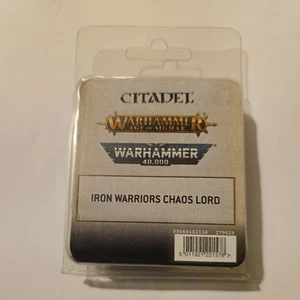 CITADEL
WARHAMMER
AGE OF SIGMAR
WARHAMMER
40,000
IRON WARRIORS CHAOS LORD